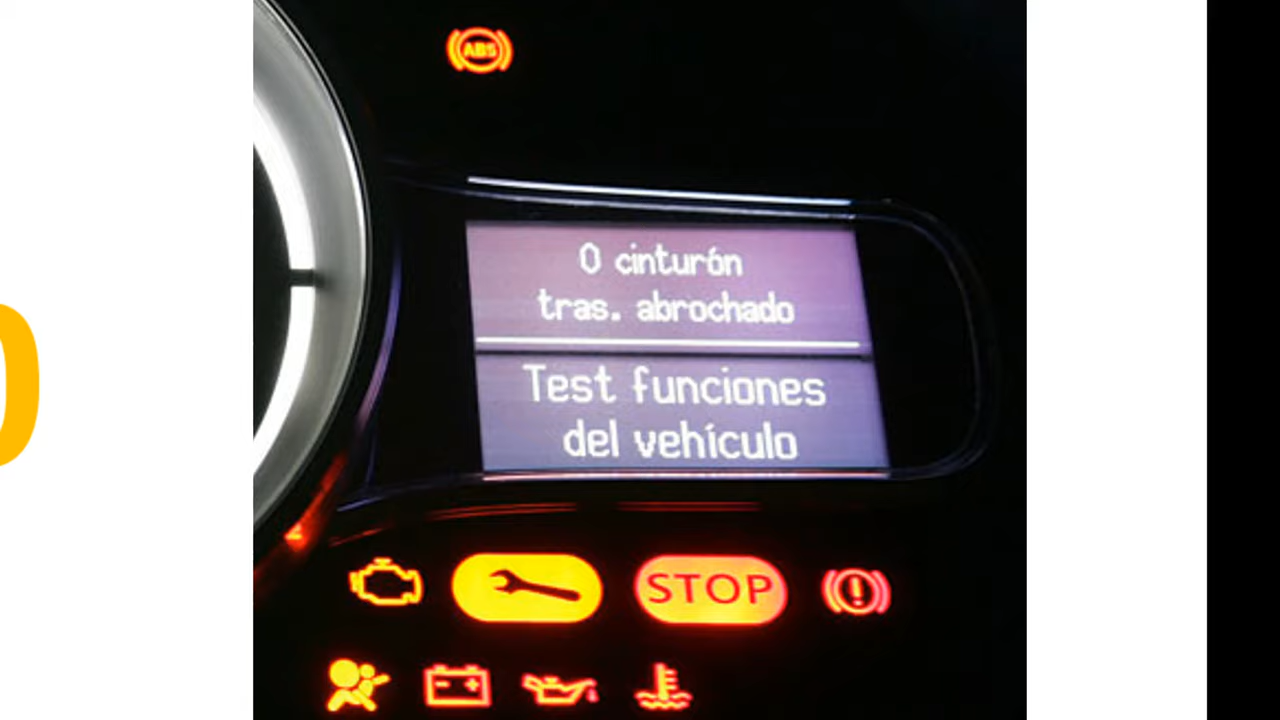 ABS
0 cinturón
tras. abrochado
Test funciones
del vehículo
STOP